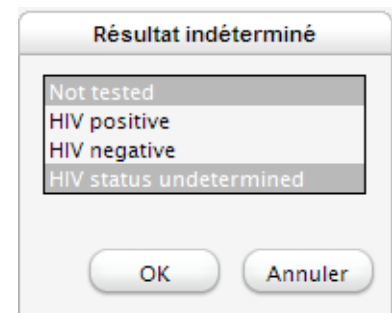 Résultat indéterminé
Not tested
HIV positive
HIV negative
HIV status undetermined
OK
Annuler